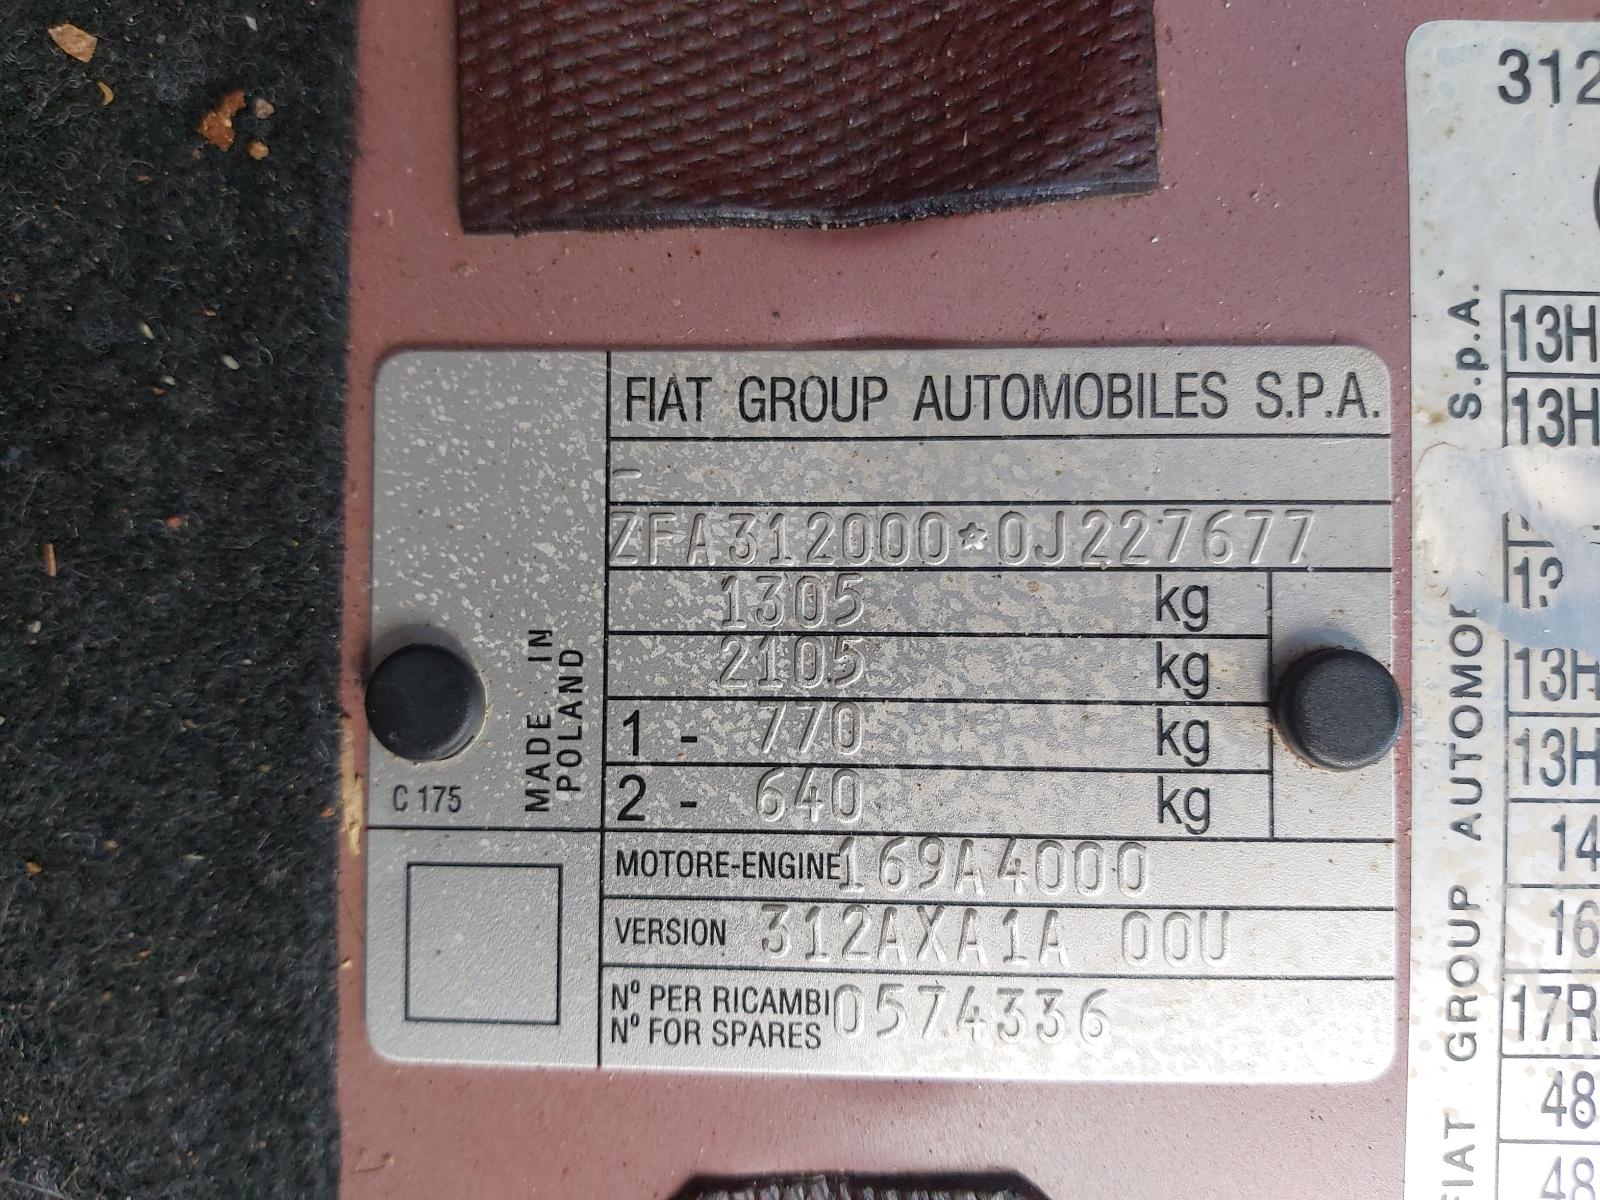 FIAT GROUP AUTOMOBILES S.P.A.
-
ZFA312000*0J227677
1305 kg
2105 kg
1 - 770 kg
2 - 640 kg
MOTORE-ENGINE 169A4000
VERSION 312AXA1A 00U
Nº PER RICAMBI
Nº FOR SPARES 0574336
MADE IN
POLAND
C 175
312
13H
13H
13H
13H
14
16
17R
48
48
FIAT GROUP S.p.A.